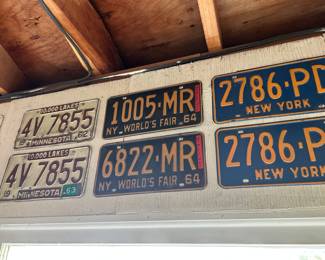 10,000 LAKES
4V 7855
MINNESOTA
10,000 LAKES
4V 7855
MINNESOTA
63
1005·MR
NY WORLD'S FAIR 64
6822·MR
NY WORLD'S FAIR 64
2786·PD
NEW YORK
2786·P
NEW YORK